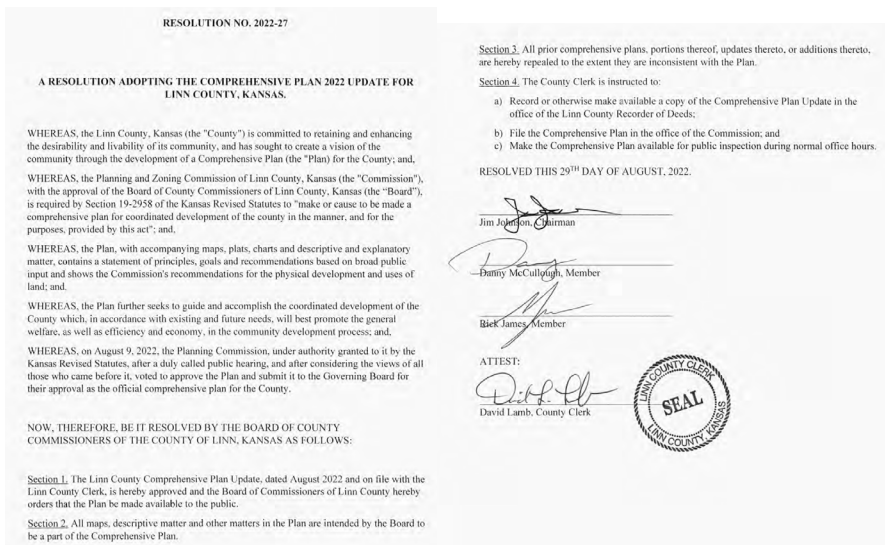 RESOLUTION NO. 2022-27
A RESOLUTION ADOPTING THE COMPREHENSIVE PLAN 2022 UPDATE FOR
LINN COUNTY, KANSAS.
WHEREAS, the Linn County, Kansas (the "County") is committed to retaining and enhancing
the desirability and livability of its community, and has sought to create a vision of the
community through the development of a Comprehensive Plan (the "Plan) for the County; and,
WHEREAS, the Planning and Zoning Commission of Linn County, Kansas (the "Commission"),
with the approval of the Board of County Commissioners of Linn County, Kansas (the “Board”),
is required by Section 19-2958 of the Kansas Revised Statutes to "make or cause to be made a
comprehensive plan for coordinated development of the county in the manner, and for the
purposes, provided by this act"; and,
WHEREAS, the Plan, with accompanying maps, plats, charts and descriptive and explanatory
matter, contains a statement of principles, goals and recommendations based on broad public
input and shows the Commission's recommendations for the physical development and uses of
land; and,
WHEREAS, the Plan further seeks to guide and accomplish the coordinated development of the
County which, in accordance with existing and future needs, will best promote the general
welfare, as well as efficiency and economy, in the community development process; and,
WHEREAS, on August 9, 2022, the Planning Commission, under authority granted to it by the
Kansas Revised Statutes, after a duly called public hearing, and after considering the views of all
those who came before it, voted to approve the Plan and submit it to the Governing Board for
their approval as the official comprehensive plan for the County.
NOW, THEREFORE, BE IT RESOLVED BY THE BOARD OF COUNTY
COMMISSIONERS OF THE COUNTY OF LINN, KANSAS AS FOLLOWS:
Section 1. The Linn County Comprehensive Plan Update, dated August 2022 and on file with the
Linn County Clerk, is hereby approved and the Board of Commissioners of Linn County hereby
orders that the Plan be made available to the public.
Section 2. All maps, descriptive matter and other matters in the Plan are intended by the Board to
be a part of the Comprehensive Plan.
Section 3. All prior comprehensive plans, portions thereof, updates thereto, or additions thereto,
are hereby repealed to the extent they are inconsistent with the Plan.
Section 4. The County Clerk is instructed to:
a) Record or otherwise make available a copy of the Comprehensive Plan Update in the
office of the Linn County Recorder of Deeds;
b) File the Comprehensive Plan in the office of the Commission; and
c) Make the Comprehensive Plan available for public inspection during normal office hours.
RESOLVED THIS 29TH DAY OF AUGUST, 2022.
Jim Johnson, Chairman
Danny McCullough, Member
Rick James, Member
ATTEST:
David Lamb, County Clerk
LINN COUNTY CLERK
SEAL
LINN COUNTY, KANSAS